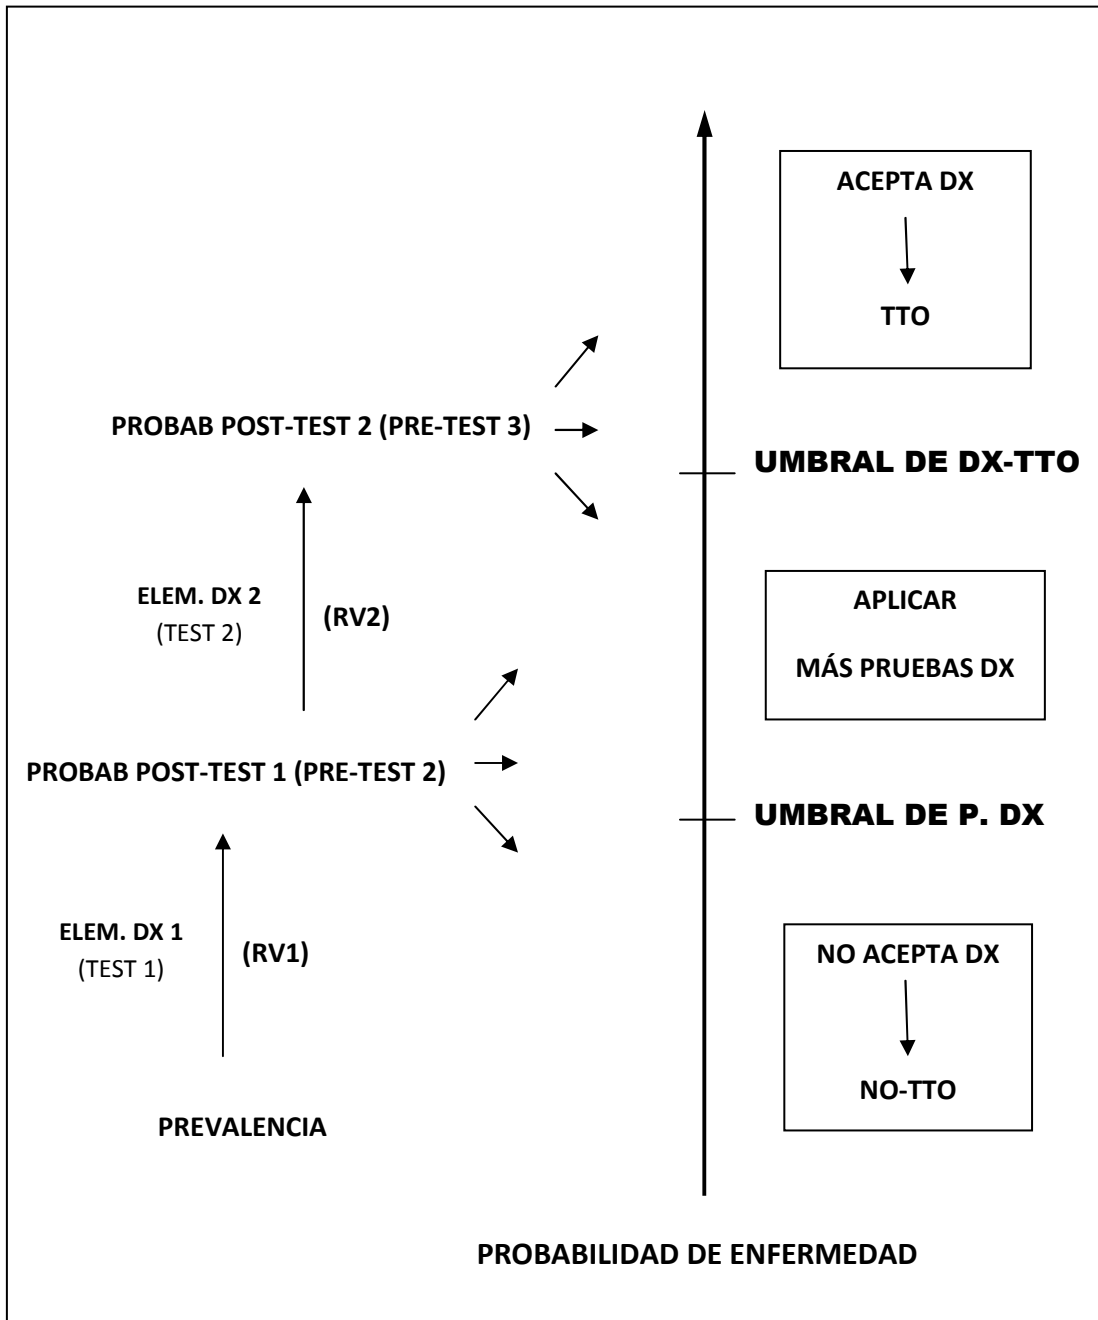 ACEPTA DX
TTO
PROBAB POST-TEST 2 (PRE-TEST 3)
UMBRAL DE DX-TTO
ELEM. DX 2
(TEST 2)
(RV2)
APLICAR
MÁS PRUEBAS DX
PROBAB POST-TEST 1 (PRE-TEST 2)
UMBRAL DE P. DX
ELEM. DX 1
(TEST 1)
(RV1)
NO ACEPTA DX
NO-TTO
PREVALENCIA
PROBABILIDAD DE ENFERMEDAD